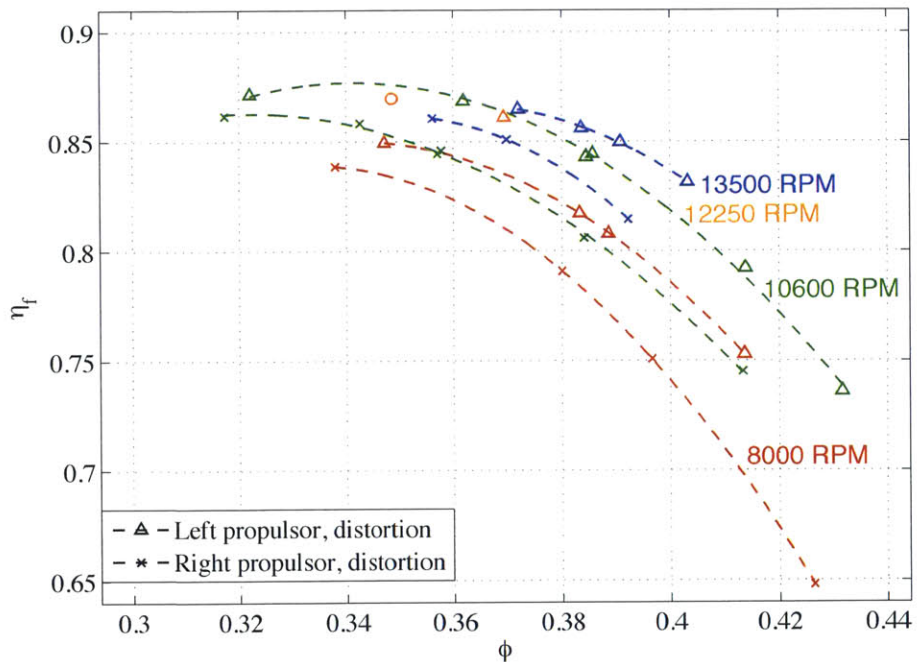 0.9
0.85
0.8
0.75
0.7
0.65
η_f
13500 RPM
12250 RPM
10600 RPM
8000 RPM
Left propulsor, distortion
Right propulsor, distortion
0.3 0.32 0.34 0.36 0.38 0.4 0.42 0.44
ϕ